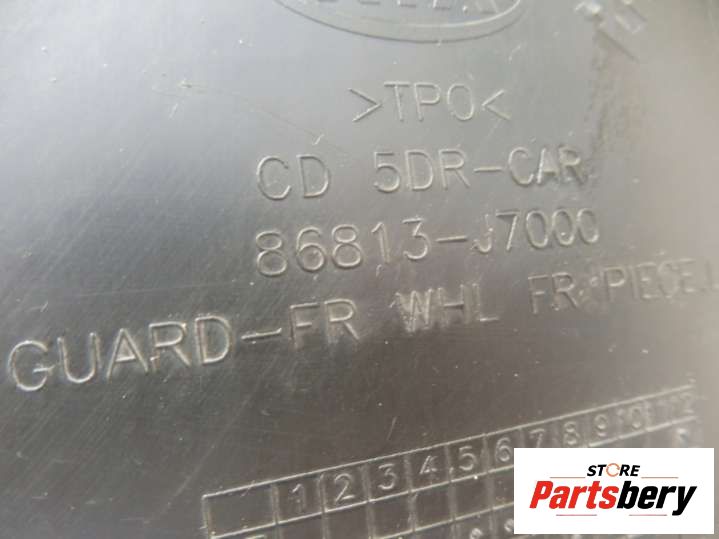 >TPO<
CD 5DR-CAR
86813-J7000
GUARD-FR WHL FR PIECE.L
1 2 3 4 5 6 7 8 9 10 11 12
STORE
Partsbery